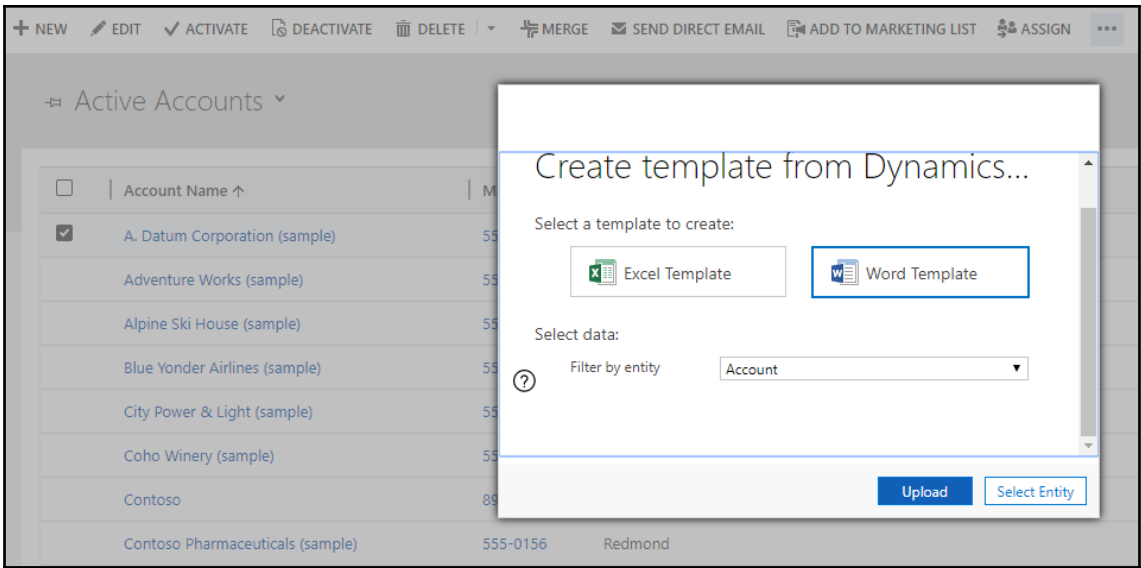 NEW EDIT ACTIVATE DEACTIVATE DELETE MERGE SEND DIRECT EMAIL ADD TO MARKETING LIST ASSIGN ...
Active Accounts
Create template from Dynamics...
Account Name M
Select a template to create:
A. Datum Corporation (sample) 55
Excel Template Word Template
Adventure Works (sample) 55
Alpine Ski House (sample) 55
Select data:
Blue Yonder Airlines (sample) 55
Filter by entity Account
City Power & Light (sample) 55
Coho Winery (sample) 55
Contoso 89
Upload Select Entity
Contoso Pharmaceuticals (sample) 555-0156 Redmond